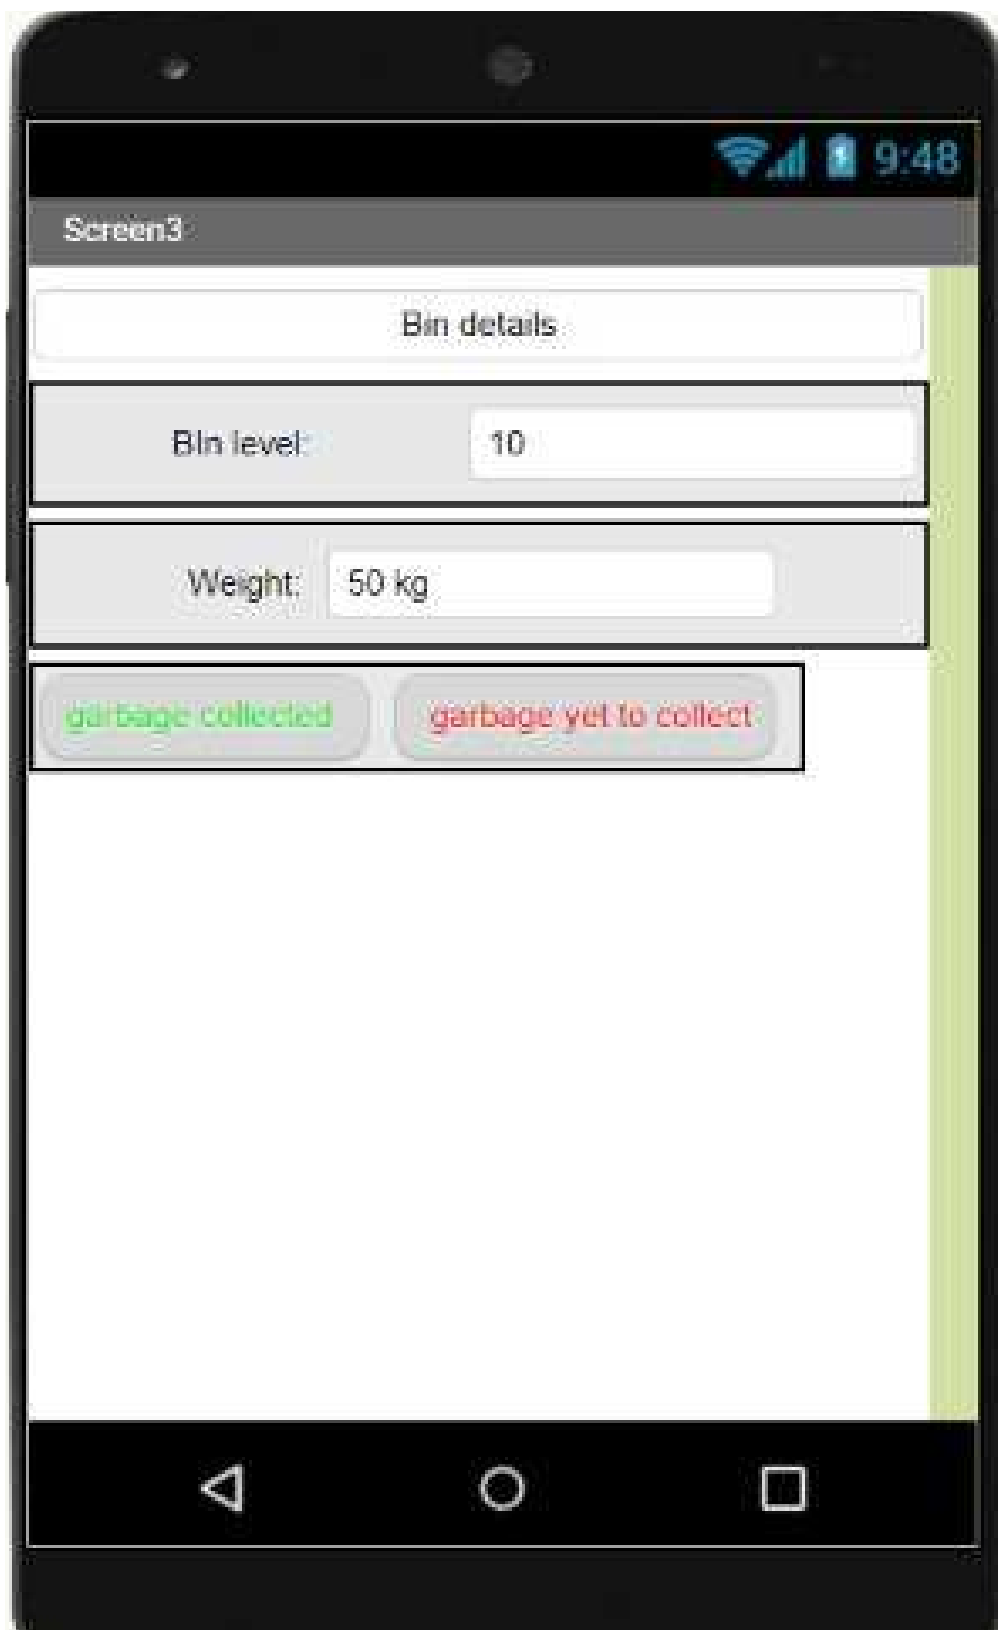 9:48
Screen3
Bin details
Bin level: 10
Weight: 50 kg
garbage collected garbage yet to collect